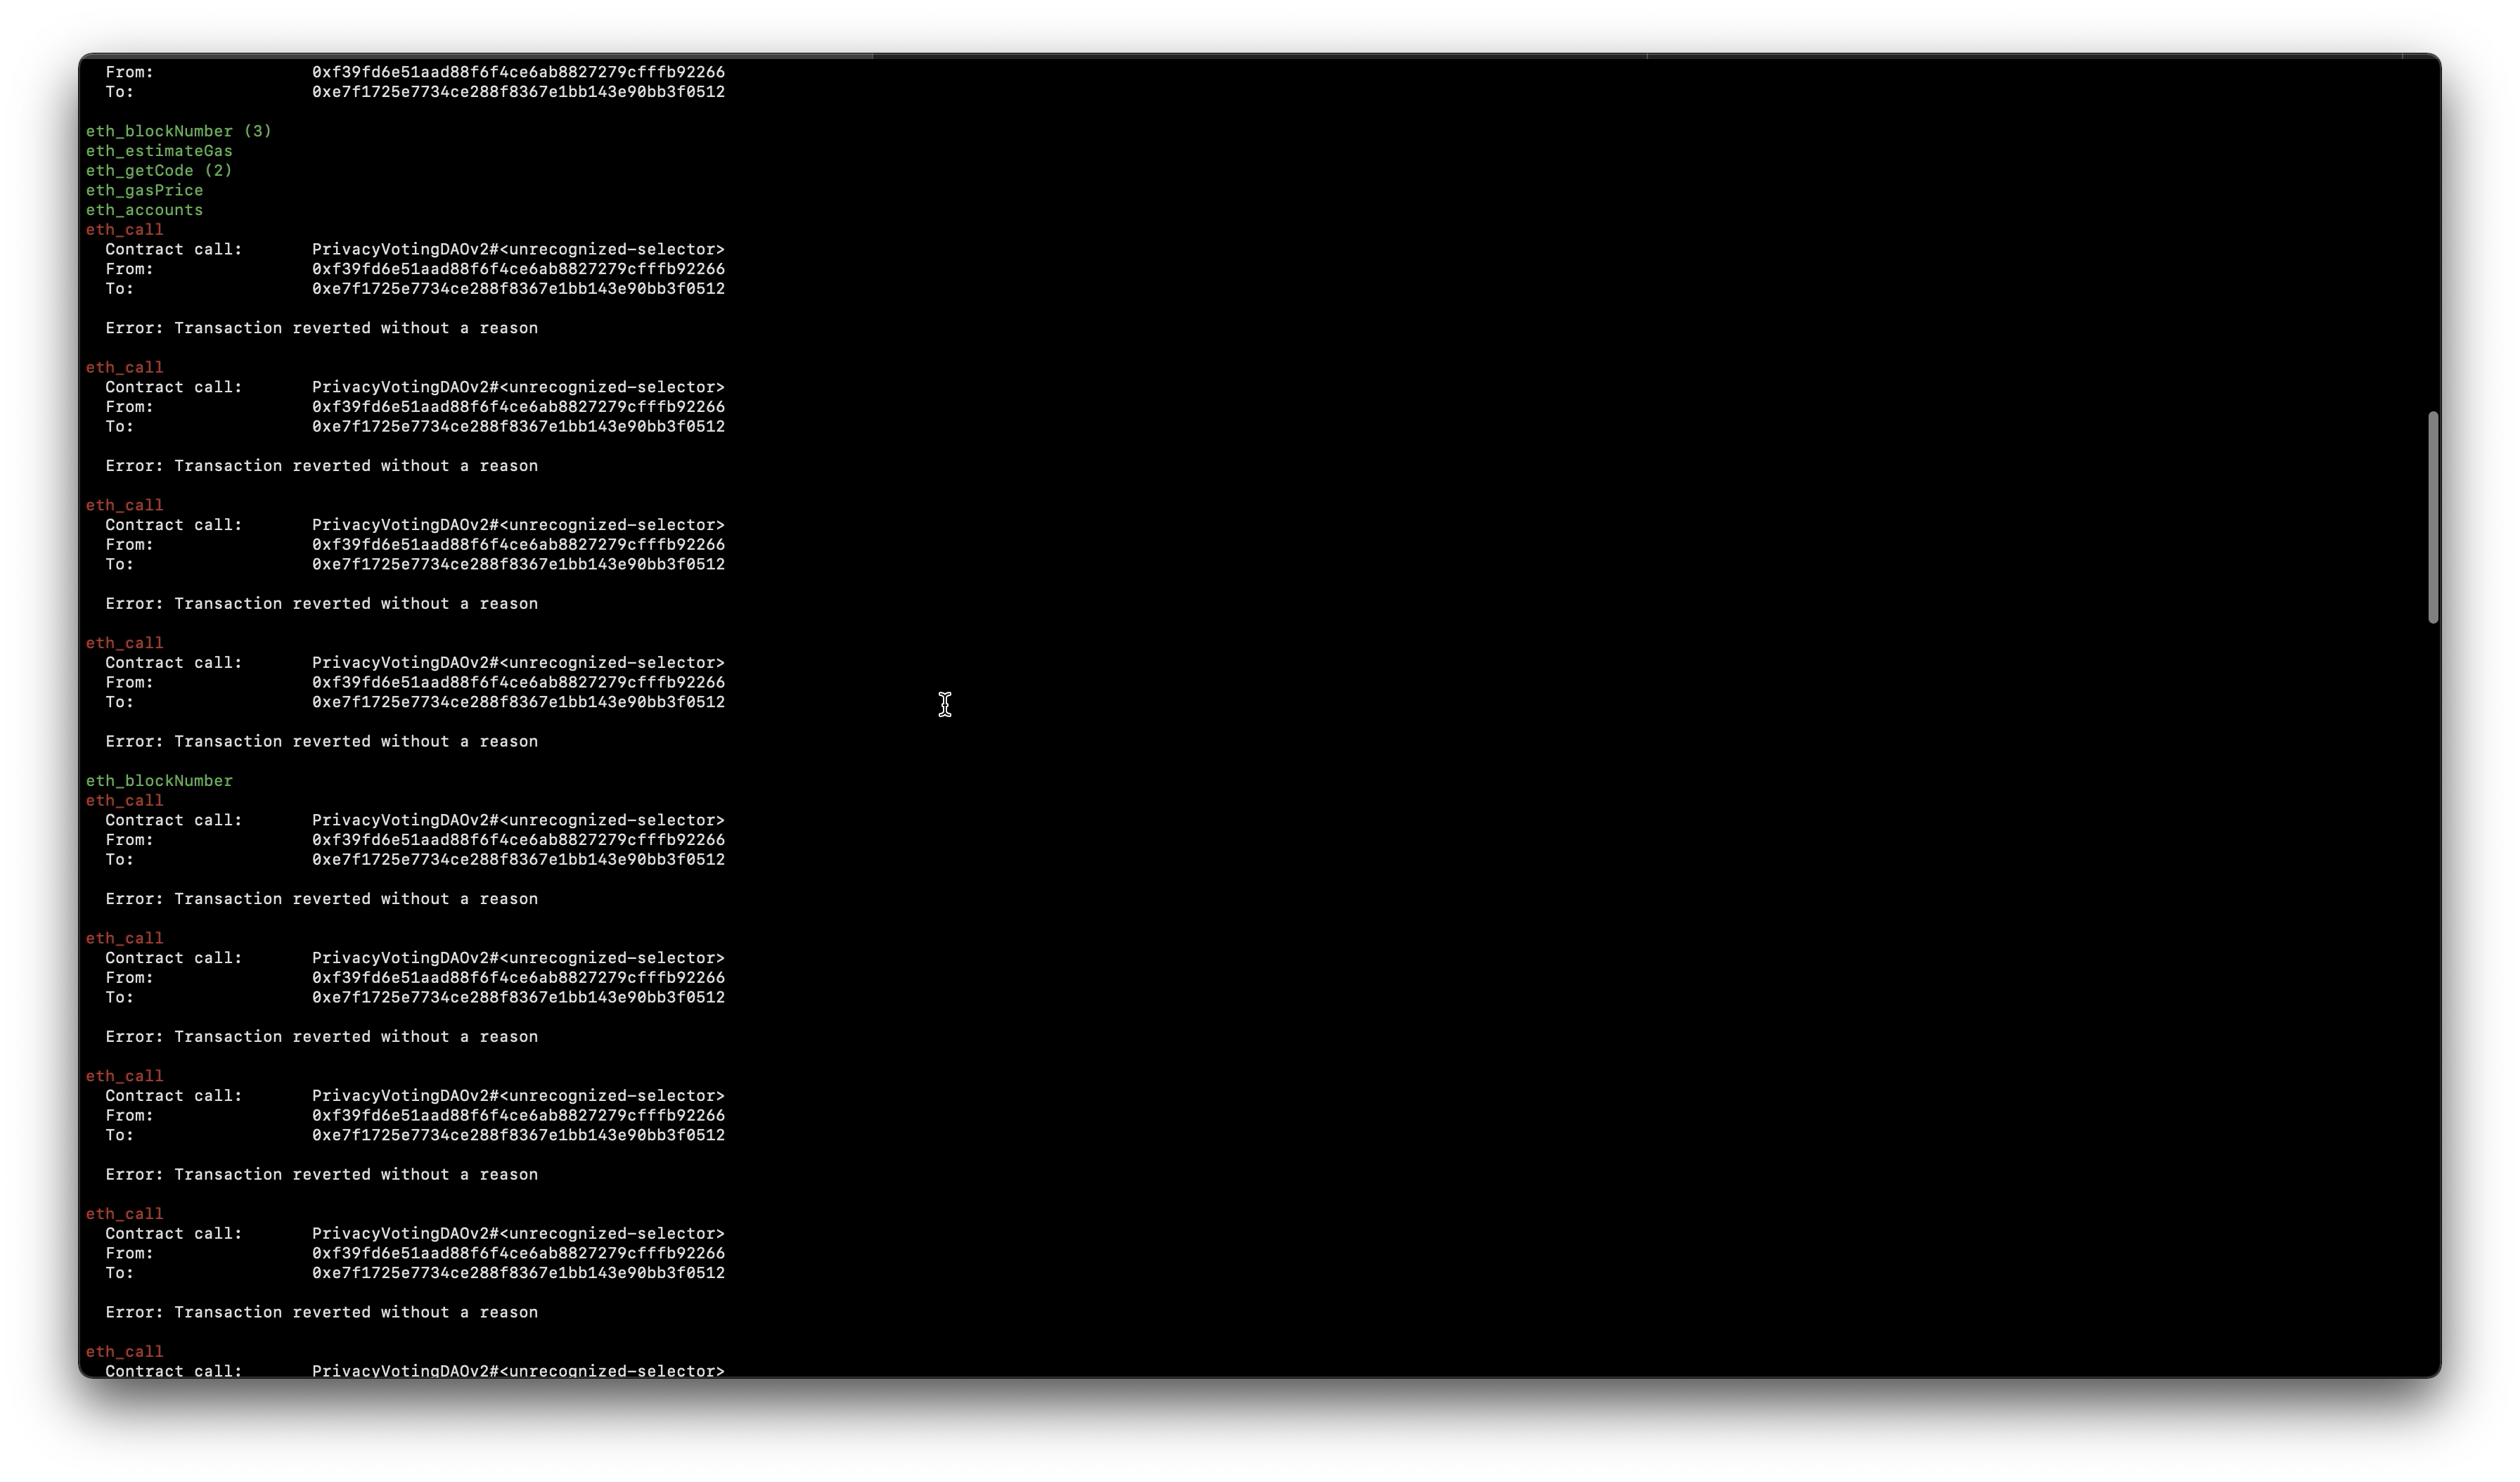 From: 0xf39fd6e51aad88f6f4ce6ab8827279cfffb92266
To: 0xe7f1725e7734ce288f8367e1bb143e90bb3f0512
eth_blockNumber (3)
eth_estimateGas
eth_getCode (2)
eth_gasPrice
eth_accounts
eth_call
Contract call: PrivacyVotingDAOv2#<unrecognized-selector>
From: 0xf39fd6e51aad88f6f4ce6ab8827279cfffb92266
To: 0xe7f1725e7734ce288f8367e1bb143e90bb3f0512
Error: Transaction reverted without a reason
eth_call
Contract call: PrivacyVotingDAOv2#<unrecognized-selector>
From: 0xf39fd6e51aad88f6f4ce6ab8827279cfffb92266
To: 0xe7f1725e7734ce288f8367e1bb143e90bb3f0512
Error: Transaction reverted without a reason
eth_call
Contract call: PrivacyVotingDAOv2#<unrecognized-selector>
From: 0xf39fd6e51aad88f6f4ce6ab8827279cfffb92266
To: 0xe7f1725e7734ce288f8367e1bb143e90bb3f0512
Error: Transaction reverted without a reason
eth_call
Contract call: PrivacyVotingDAOv2#<unrecognized-selector>
From: 0xf39fd6e51aad88f6f4ce6ab8827279cfffb92266
To: 0xe7f1725e7734ce288f8367e1bb143e90bb3f0512
Error: Transaction reverted without a reason
eth_blockNumber
eth_call
Contract call: PrivacyVotingDAOv2#<unrecognized-selector>
From: 0xf39fd6e51aad88f6f4ce6ab8827279cfffb92266
To: 0xe7f1725e7734ce288f8367e1bb143e90bb3f0512
Error: Transaction reverted without a reason
eth_call
Contract call: PrivacyVotingDAOv2#<unrecognized-selector>
From: 0xf39fd6e51aad88f6f4ce6ab8827279cfffb92266
To: 0xe7f1725e7734ce288f8367e1bb143e90bb3f0512
Error: Transaction reverted without a reason
eth_call
Contract call: PrivacyVotingDAOv2#<unrecognized-selector>
From: 0xf39fd6e51aad88f6f4ce6ab8827279cfffb92266
To: 0xe7f1725e7734ce288f8367e1bb143e90bb3f0512
Error: Transaction reverted without a reason
eth_call
Contract call: PrivacyVotingDAOv2#<unrecognized-selector>
From: 0xf39fd6e51aad88f6f4ce6ab8827279cfffb92266
To: 0xe7f1725e7734ce288f8367e1bb143e90bb3f0512
Error: Transaction reverted without a reason
eth_call
Contract call: PrivacyVotingDAOv2#<unrecognized-selector>